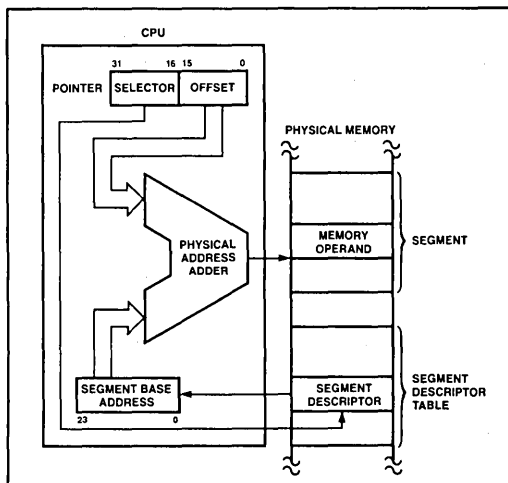 CPU
31 16 15 0
POINTER SELECTOR OFFSET
PHYSICAL MEMORY
PHYSICAL
ADDRESS
ADDER
MEMORY
OPERAND
SEGMENT
SEGMENT BASE
ADDRESS
23 0
SEGMENT
DESCRIPTOR
SEGMENT
DESCRIPTOR
TABLE